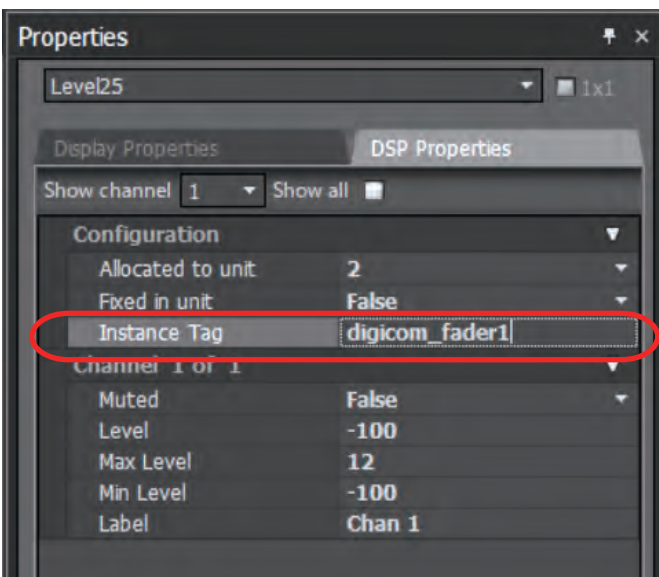 Properties
Level25 1x1
Display Properties DSP Properties
Show channel 1 Show all
Configuration
Allocated to unit 2
Fixed in unit False
Instance Tag digicom_fader1
Channel 1 of 1
Muted False
Level -100
Max Level 12
Min Level -100
Label Chan 1